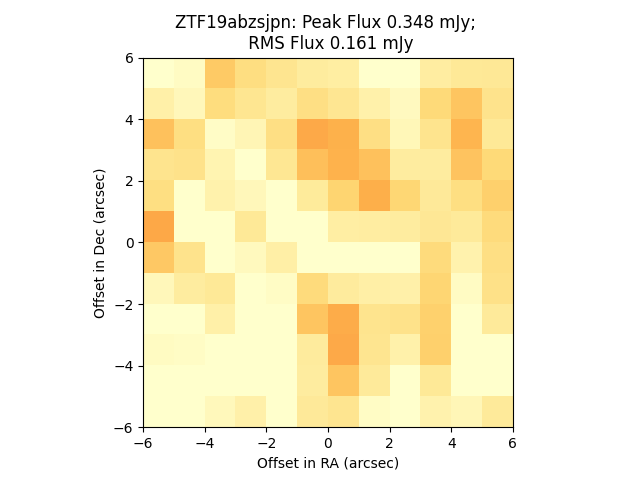 ZTF19abzsjpn: Peak Flux 0.348 mJy;
RMS Flux 0.161 mJy
6
4
2
0
−2
−4
−6
Offset in Dec (arcsec)
−6 −4 −2 0 2 4 6
Offset in RA (arcsec)